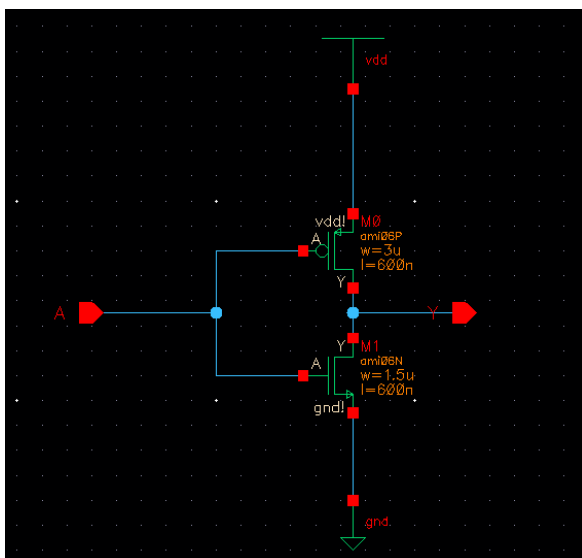 vdd
vdd!
M0
A
ami06P
w=3u
l=600n
Y
A
Y
Y
M1
A
ami06N
w=1.5u
l=600n
gnd!
gnd